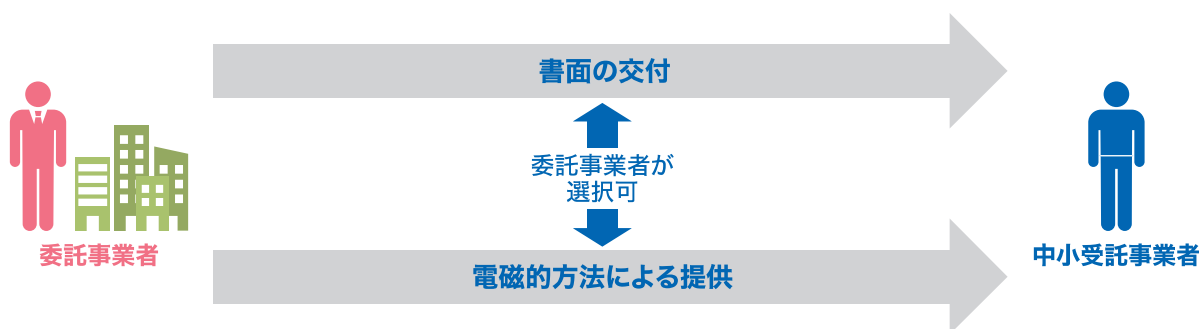 書面の交付
委託事業者が
選択可
委託事業者
中小受託事業者
電磁的方法による提供